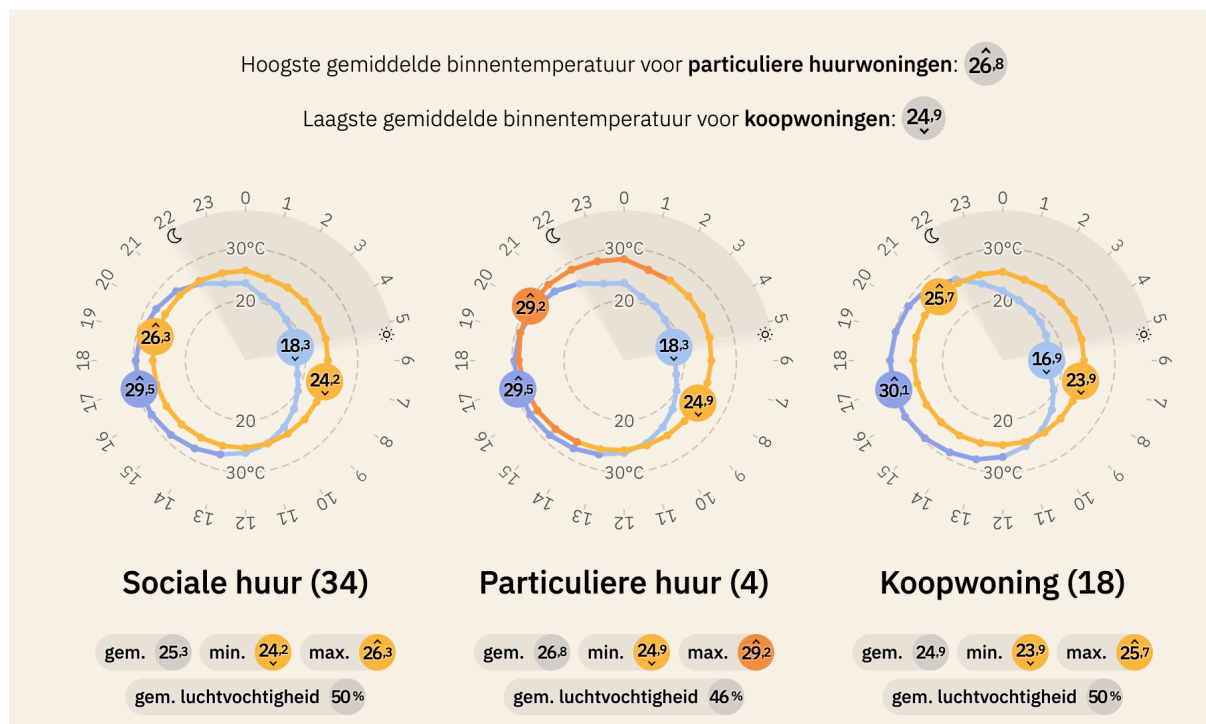 Hoogste gemiddelde binnentemperatuur voor particuliere huurwoningen: 26,8
Laagste gemiddelde binnentemperatuur voor koopwoningen: 24,9
0 1 2 3 4 5 6 7 8 9 10 11 12 13 14 15 16 17 18 19 20 21 22 23
30°C
20
26,3
18,3
24,2
29,5
20
30°C
0 1 2 3 4 5 6 7 8 9 10 11 12 13 14 15 16 17 18 19 20 21 22 23
30°C
20
29,2
18,3
29,5
24,9
20
30°C
0 1 2 3 4 5 6 7 8 9 10 11 12 13 14 15 16 17 18 19 20 21 22 23
30°C
25,7
20
16,9
23,9
30,1
20
30°C
Sociale huur (34)
gem. 25,3 min. 24,2 max. 26,3
gem. luchtvochtigheid 50%
Particuliere huur (4)
gem. 26,8 min. 24,9 max. 29,2
gem. luchtvochtigheid 46%
Koopwoning (18)
gem. 24,9 min. 23,9 max. 25,7
gem. luchtvochtigheid 50%